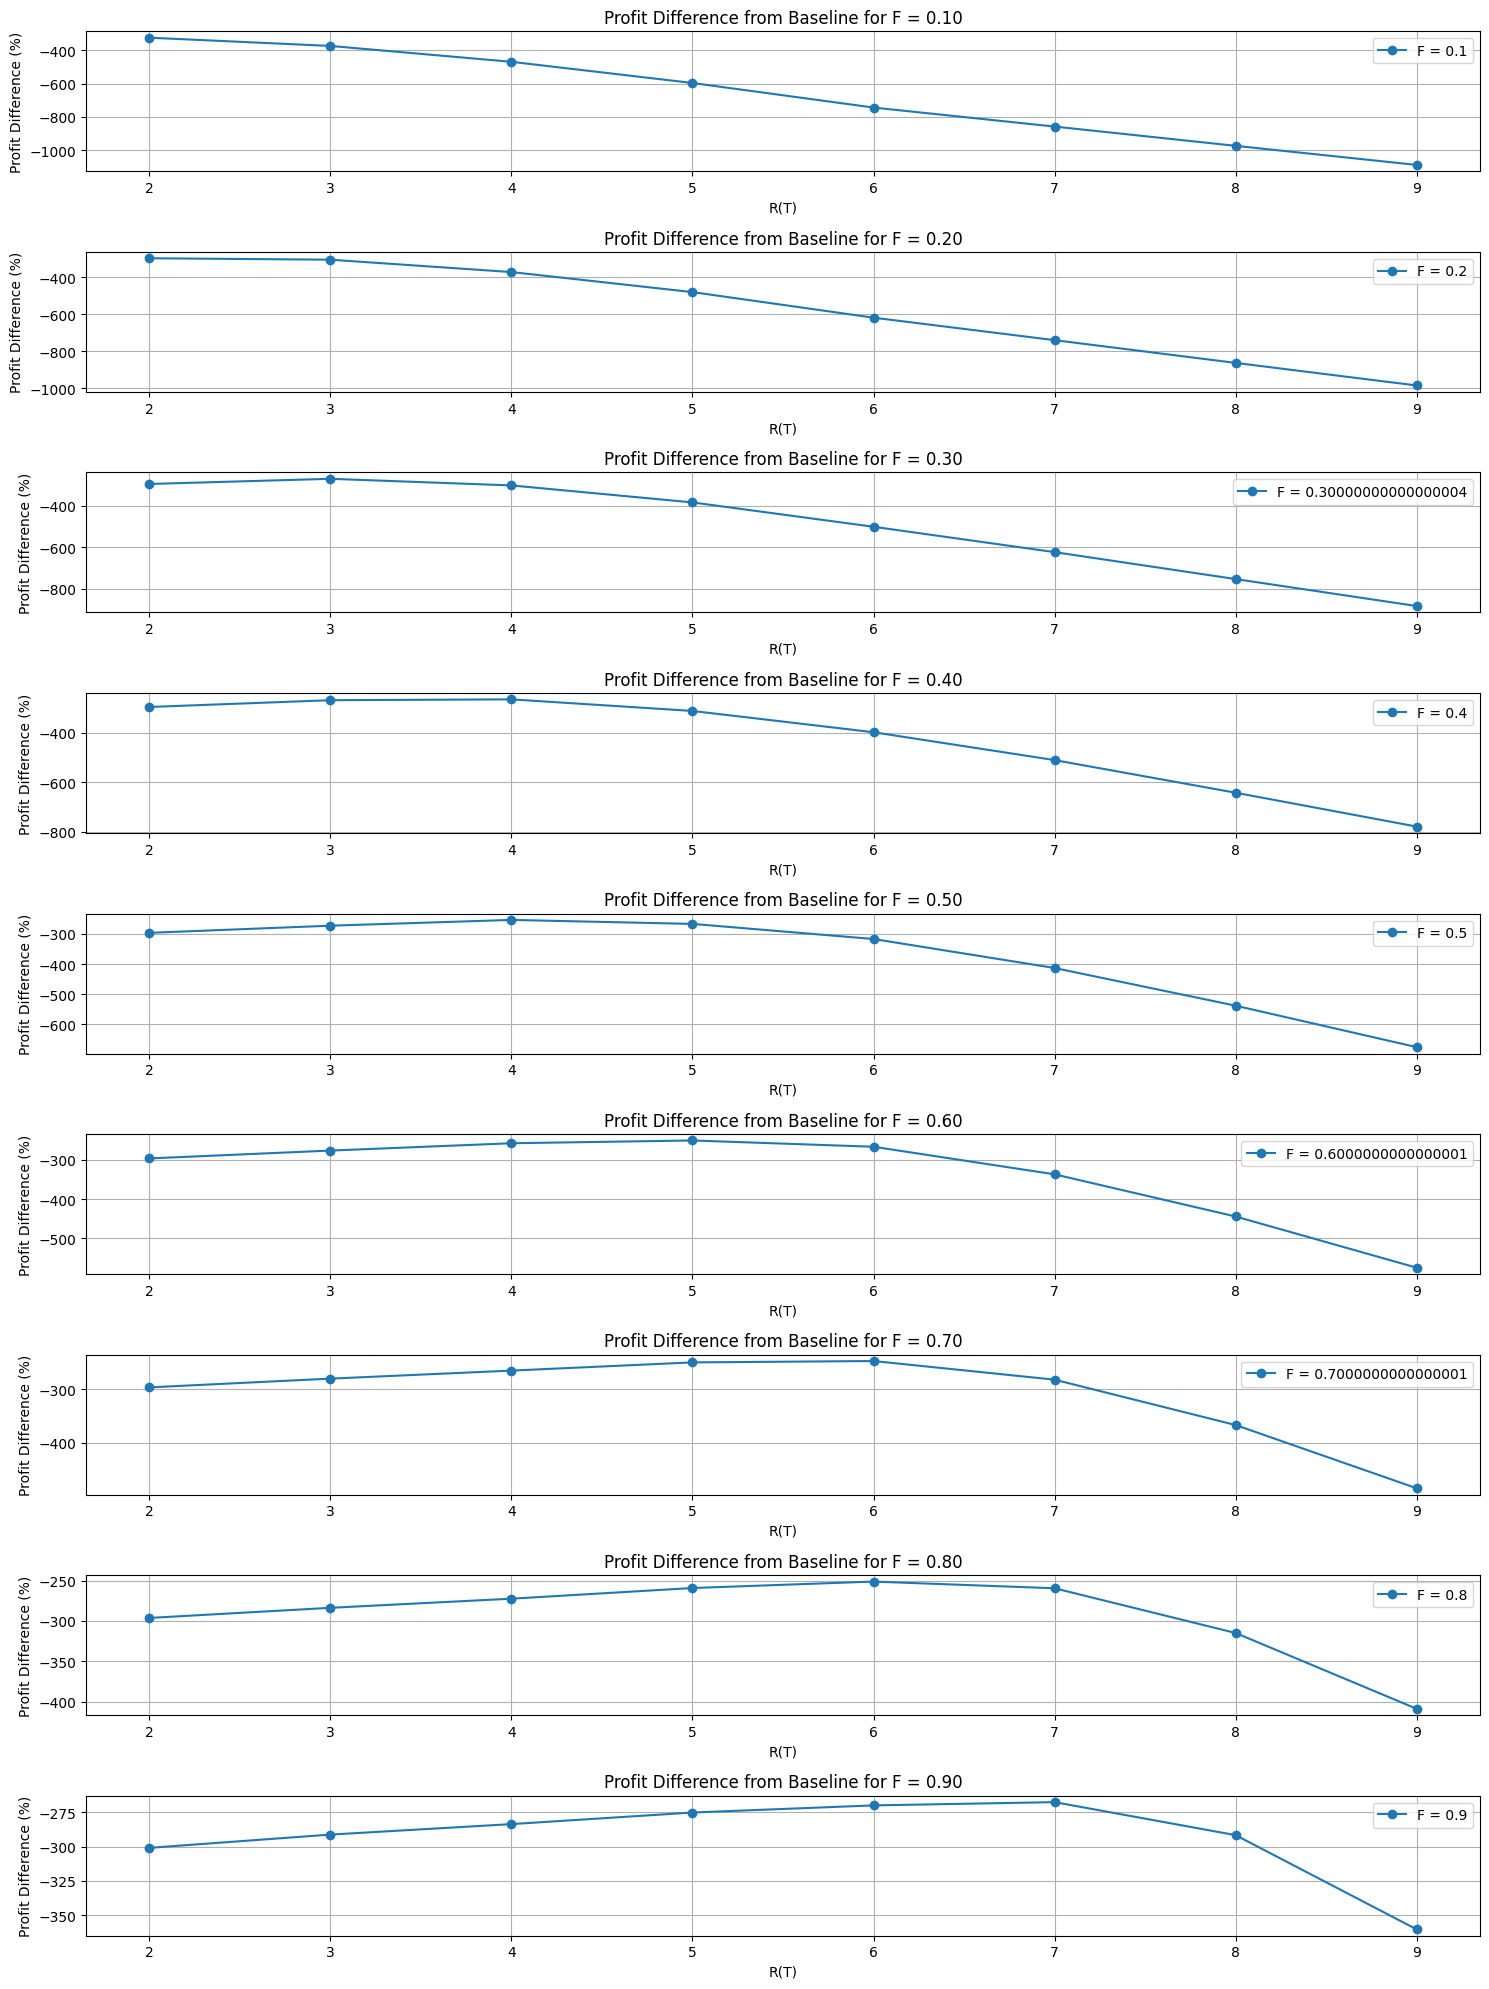 Profit Difference from Baseline for F = 0.10
Profit Difference (%)
−400
−600
−800
−1000
F = 0.1
2 3 4 5 6 7 8 9
R(T)
Profit Difference from Baseline for F = 0.20
Profit Difference (%)
−400
−600
−800
−1000
F = 0.2
2 3 4 5 6 7 8 9
R(T)
Profit Difference from Baseline for F = 0.30
Profit Difference (%)
−400
−600
−800
F = 0.30000000000000004
2 3 4 5 6 7 8 9
R(T)
Profit Difference from Baseline for F = 0.40
Profit Difference (%)
−400
−600
−800
F = 0.4
2 3 4 5 6 7 8 9
R(T)
Profit Difference from Baseline for F = 0.50
Profit Difference (%)
−300
−400
−500
−600
F = 0.5
2 3 4 5 6 7 8 9
R(T)
Profit Difference from Baseline for F = 0.60
Profit Difference (%)
−300
−400
−500
F = 0.6000000000000001
2 3 4 5 6 7 8 9
R(T)
Profit Difference from Baseline for F = 0.70
Profit Difference (%)
−300
−400
F = 0.7000000000000001
2 3 4 5 6 7 8 9
R(T)
Profit Difference from Baseline for F = 0.80
Profit Difference (%)
−250
−300
−350
−400
F = 0.8
2 3 4 5 6 7 8 9
R(T)
Profit Difference from Baseline for F = 0.90
Profit Difference (%)
−275
−300
−325
−350
F = 0.9
2 3 4 5 6 7 8 9
R(T)